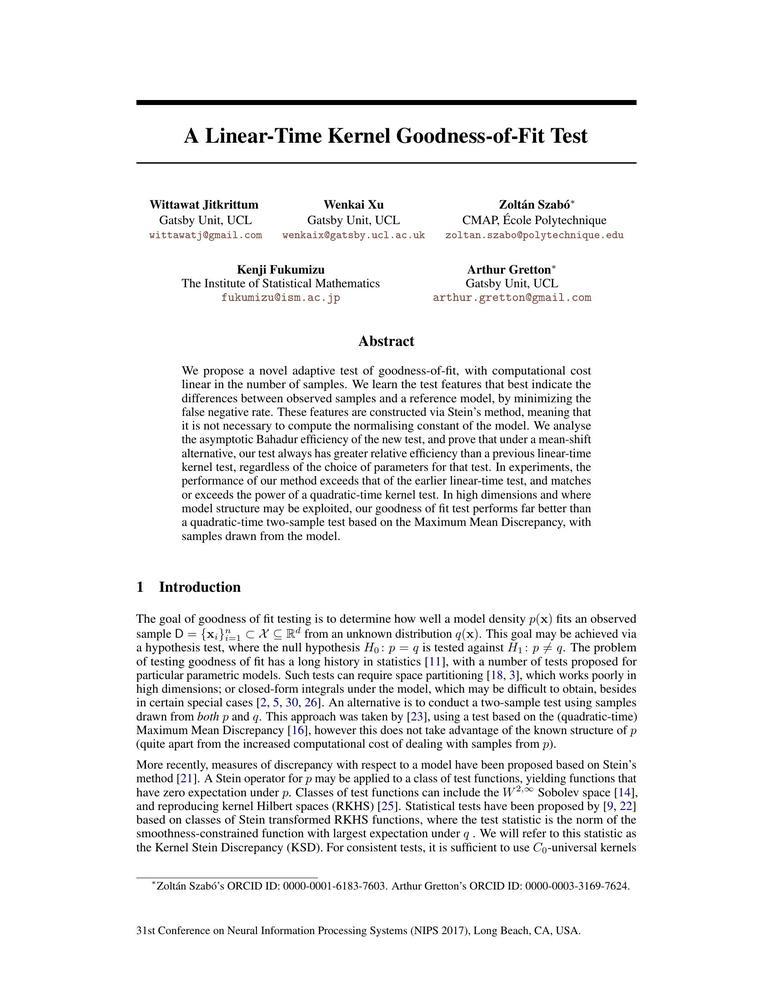 A Linear-Time Kernel Goodness-of-Fit Test
Wittawat Jitkrittum
Gatsby Unit, UCL
wittawatj@gmail.com
Wenkai Xu
Gatsby Unit, UCL
wenkaix@gatsby.ucl.ac.uk
Zoltán Szabó*
CMAP, École Polytechnique
zoltan.szabo@polytechnique.edu
Kenji Fukumizu
The Institute of Statistical Mathematics
fukumizu@ism.ac.jp
Arthur Gretton*
Gatsby Unit, UCL
arthur.gretton@gmail.com
Abstract
We propose a novel adaptive test of goodness-of-fit, with computational cost
linear in the number of samples. We learn the test features that best indicate the
differences between observed samples and a reference model, by minimizing the
false negative rate. These features are constructed via Stein's method, meaning that
it is not necessary to compute the normalising constant of the model. We analyse
the asymptotic Bahadur efficiency of the new test, and prove that under a mean-shift
alternative, our test always has greater relative efficiency than a previous linear-time
kernel test, regardless of the choice of parameters for that test. In experiments, the
performance of our method exceeds that of the earlier linear-time test, and matches
or exceeds the power of a quadratic-time kernel test. In high dimensions and where
model structure may be exploited, our goodness of fit test performs far better than
a quadratic-time two-sample test based on the Maximum Mean Discrepancy, with
samples drawn from the model.
1 Introduction
The goal of goodness of fit testing is to determine how well a model density p(x) fits an observed
sample D = {x_i}_{i=1}^n ⊂ X ⊆ ℝ^d from an unknown distribution q(x). This goal may be achieved via
a hypothesis test, where the null hypothesis H₀: p = q is tested against H₁: p ≠ q. The problem
of testing goodness of fit has a long history in statistics [11], with a number of tests proposed for
particular parametric models. Such tests can require space partitioning [18, 3], which works poorly in
high dimensions; or closed-form integrals under the model, which may be difficult to obtain, besides
in certain special cases [2, 5, 30, 26]. An alternative is to conduct a two-sample test using samples
drawn from both p and q. This approach was taken by [23], using a test based on the (quadratic-time)
Maximum Mean Discrepancy [16], however this does not take advantage of the known structure of p
(quite apart from the increased computational cost of dealing with samples from p).
More recently, measures of discrepancy with respect to a model have been proposed based on Stein's
method [21]. A Stein operator for p may be applied to a class of test functions, yielding functions that
have zero expectation under p. Classes of test functions can include the W^{2,∞} Sobolev space [14],
and reproducing kernel Hilbert spaces (RKHS) [25]. Statistical tests have been proposed by [9, 22]
based on classes of Stein transformed RKHS functions, where the test statistic is the norm of the
smoothness-constrained function with largest expectation under q . We will refer to this statistic as
the Kernel Stein Discrepancy (KSD). For consistent tests, it is sufficient to use C₀-universal kernels
*Zoltán Szabó's ORCID ID: 0000-0001-6183-7603. Arthur Gretton's ORCID ID: 0000-0003-3169-7624.
31st Conference on Neural Information Processing Systems (NIPS 2017), Long Beach, CA, USA.